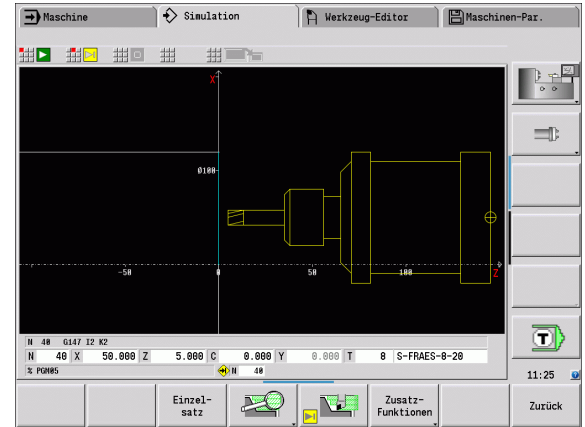 Maschine Simulation Werkzeug-Editor Maschinen-Par.
X
Ø100
-50 0 50 100 Z
N 40 G147 I2 K2
N 40 X 50.000 Z 5.000 C 0.000 Y 0.000 T 8 S-FRAES-8-20
% PGM05 N 40
T
11:25
Einzel-
satz
Zusatz-
Funktionen
Zurück